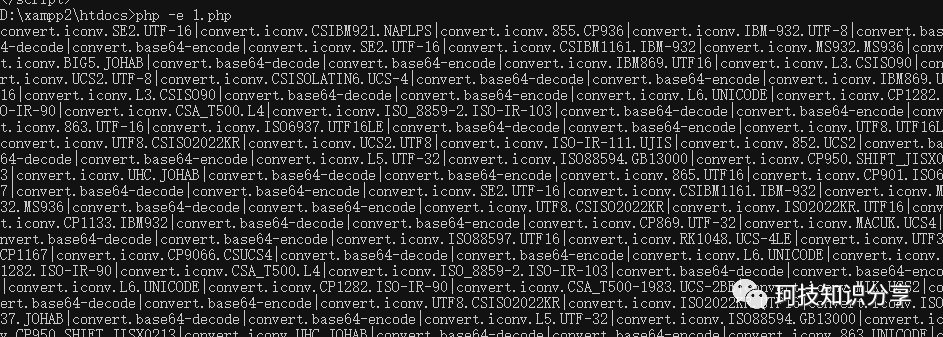 </script>
D:\xampp2\htdocs>php -e 1.php
convert.iconv.SE2.UTF-16|convert.iconv.CSIBM921.NAPLPS|convert.iconv.855.CP936|convert.iconv.IBM-932.UTF-8|convert.bas
4-decode|convert.base64-encode|convert.iconv.SE2.UTF-16|convert.iconv.CSIBM1161.IBM-932|convert.iconv.MS932.MS936|conv
t.iconv.BIG5.JOHAB|convert.base64-decode|convert.base64-encode|convert.iconv.IBM869.UTF16|convert.iconv.L3.CSISO90|con
.iconv.UCS2.UTF-8|convert.iconv.CSISOLATIN6.UCS-4|convert.base64-decode|convert.base64-encode|convert.iconv.IBM869.U
16|convert.iconv.L3.CSISO90|convert.base64-decode|convert.base64-encode|convert.iconv.L6.UNICODE|convert.iconv.CP1282.
O-IR-90|convert.iconv.CSA_T500.L4|convert.iconv.ISO_8859-2.ISO-IR-103|convert.base64-decode|convert.base64-encode|conv
t.iconv.863.UTF-16|convert.iconv.ISO6937.UTF16LE|convert.base64-decode|convert.base64-encode|convert.iconv.UTF8.UTF16L
convert.iconv.UTF8.CSISO2022KR|convert.iconv.UCS2.UTF8|convert.iconv.ISO-IR-111.UJIS|convert.iconv.852.UCS2|convert.ba
64-decode|convert.base64-encode|convert.iconv.L5.UTF-32|convert.iconv.ISO88594.GB13000|convert.iconv.CP950.SHIFT_JISX0
3|convert.iconv.UHC.JOHAB|convert.base64-decode|convert.base64-encode|convert.iconv.865.UTF16|convert.iconv.CP901.ISO6
7|convert.base64-decode|convert.base64-encode|convert.iconv.SE2.UTF-16|convert.iconv.CSIBM1161.IBM-932|convert.iconv.M
32.MS936|convert.base64-decode|convert.base64-encode|convert.iconv.UTF8.CSISO2022KR|convert.iconv.ISO2022KR.UTF16|conv
t.iconv.CP1133.IBM932|convert.base64-decode|convert.base64-encode|convert.iconv.CP869.UTF-32|convert.iconv.MACUK.UCS4|
nvert.base64-decode|convert.base64-encode|convert.iconv.ISO88597.UTF16|convert.iconv.RK1048.UCS-4LE|convert.iconv.UTF3
CP1167|convert.iconv.CP9066.CSUCS4|convert.base64-decode|convert.base64-encode|convert.iconv.L6.UNICODE|convert.iconv.
1282.ISO-IR-90|convert.iconv.CSA_T500.L4|convert.iconv.ISO_8859-2.ISO-IR-103|convert.base64-decode|convert.base64-enco
|convert.iconv.L6.UNICODE|convert.iconv.CP1282.ISO-IR-90|convert.iconv.CSA_T500-1983.UCS-2BE
ert.base64-decode|convert.base64-encode|convert.iconv.UTF8.CSISO2022KR|convert.iconv.ISO2022
37.JOHAB|convert.base64-decode|convert.base64-encode|convert.iconv.L5.UTF-32|convert.iconv.ISO88594.GB13000|convert.ic
.CP950.SHIFT_JISX0213|convert.iconv.UHC.JOHAB|convert.base64-decode|convert.base64-encode|convert.iconv.863.UNICODE|co
珂技知识分享